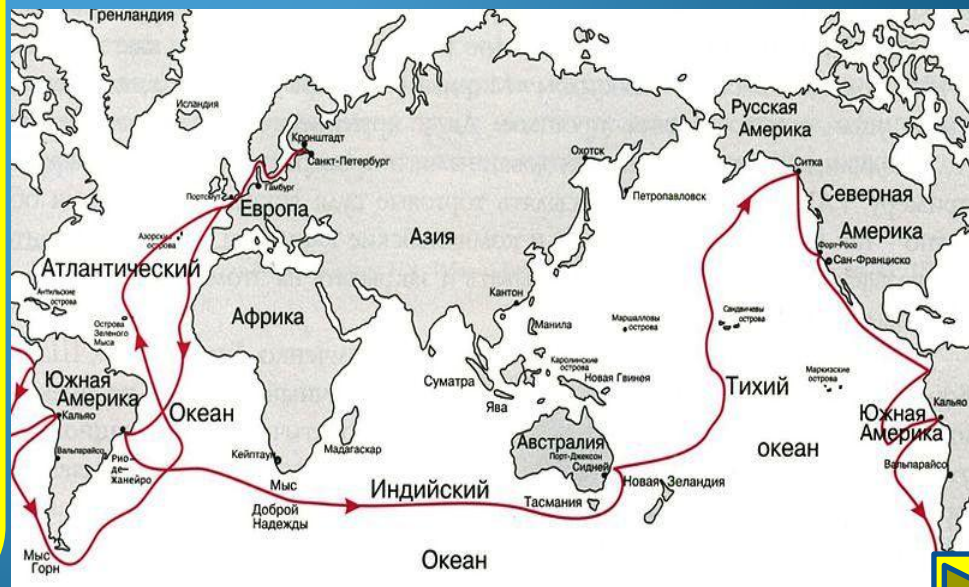 Гренландия
Исландия
Кронштадт
Санкт-Петербург
Гамбург
Портсмут
Европа
Азорские
острова
Атлантический
Антильские
острова
Острова
Зеленого
Мыса
Африка
Азия
Охотск
Петропавловск
Русская
Америка
Ситка
Северная
Америка
Форт-Росс
Сан-Франциско
Кантон
Манила
Маршалловы
острова
Сандвичевы
острова
Каролинские
острова
Новая Гвинея
Маркизские
острова
Суматра
Ява
Тихий
океан
Южная
Америка
Кальяо
Вальпараисо
Рио-
де-
Жанейро
Океан
Кейптаун
Мадагаскар
Мыс
Доброй
Надежды
Индийский
Океан
Австралия
Порт-Джексон
Сидней
Тасмания
Новая Зеландия
Кальяо
Южная
Америка
Вальпараисо
Мыс
Горн